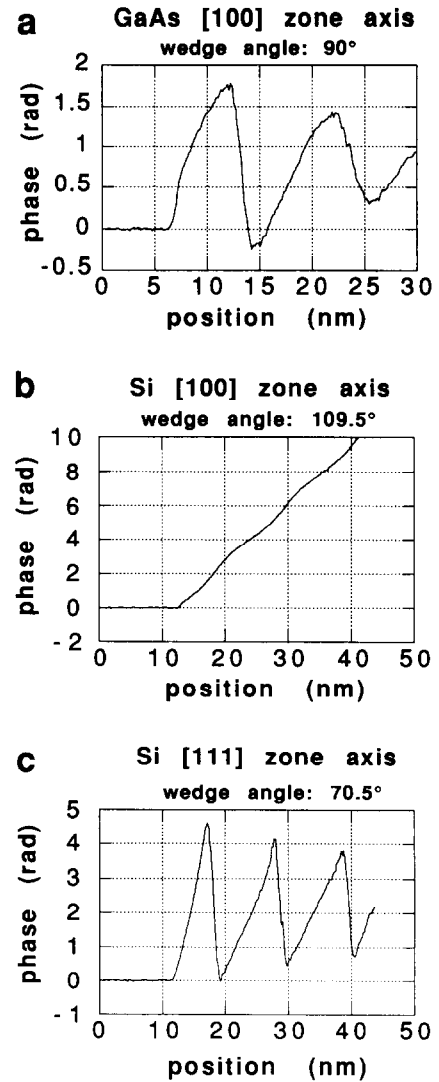 a
GaAs [100] zone axis
wedge angle: 90°
phase (rad)
2
1.5
1
0.5
0
-0.5
0 5 10 15 20 25 30
position (nm)
b
Si [100] zone axis
wedge angle: 109.5°
phase (rad)
10
8
6
4
2
0
-2
0 10 20 30 40 50
position (nm)
c
Si [111] zone axis
wedge angle: 70.5°
phase (rad)
5
4
3
2
1
0
-1
0 10 20 30 40 50
position (nm)